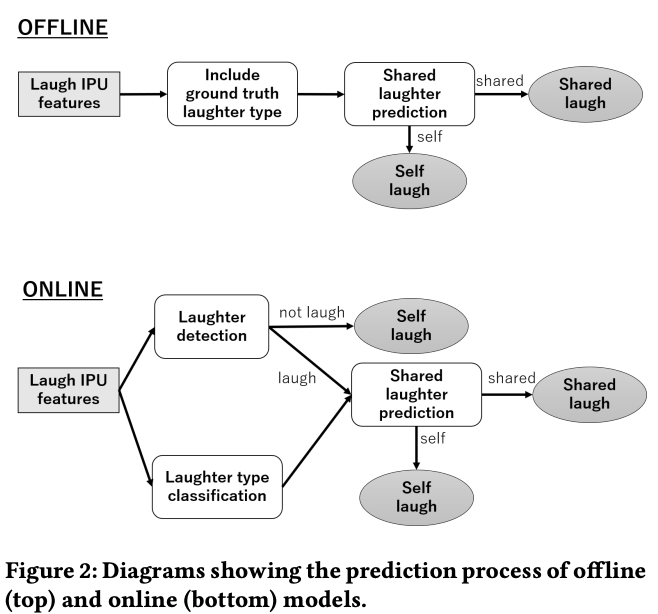 OFFLINE
Laugh IPU
features
Include
ground truth
laughter type
Shared
laughter
prediction
shared
Shared
laugh
self
Self
laugh
ONLINE
Laughter
detection
not laugh
Self
laugh
Laugh IPU
features
laugh
Shared
laughter
prediction
shared
Shared
laugh
self
Laughter type
classification
Self
laugh
Figure 2: Diagrams showing the prediction process of offline
(top) and online (bottom) models.